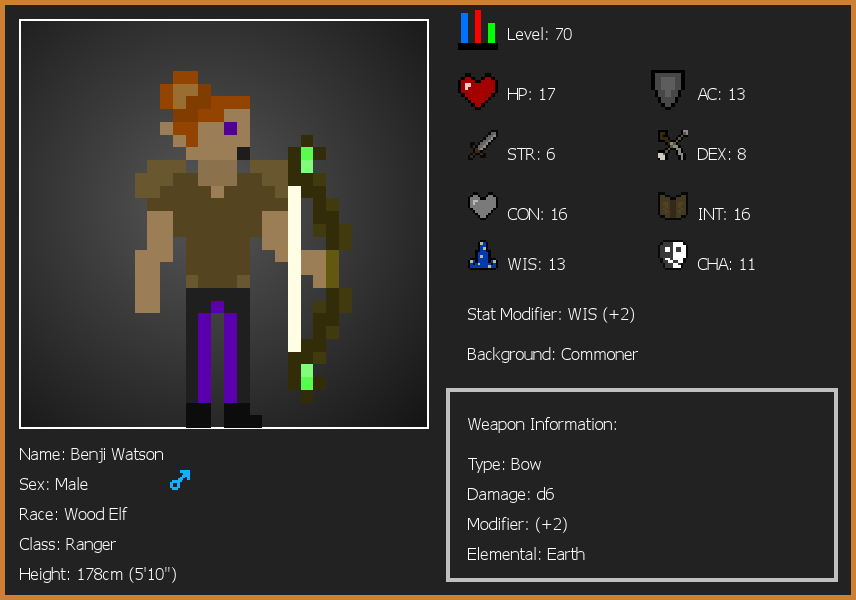 Level: 70
HP: 17
AC: 13
STR: 6
DEX: 8
CON: 16
INT: 16
WIS: 13
CHA: 11
Stat Modifier: WIS (+2)
Background: Commoner
Weapon Information:
Type: Bow
Damage: d6
Modifier: (+2)
Elemental: Earth
Name: Benji Watson
Sex: Male
Race: Wood Elf
Class: Ranger
Height: 178cm (5'10")